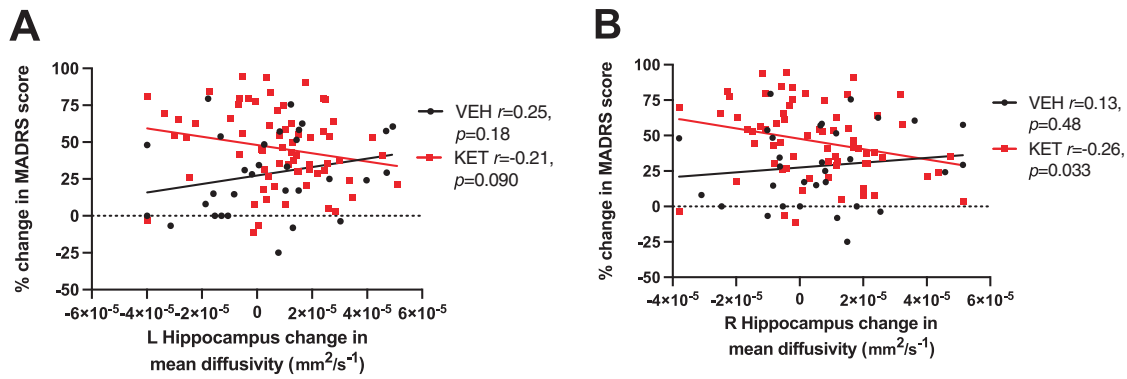 A
% change in MADRS score
100
75
50
25
0
-25
-50
-6×10⁻⁵ -4×10⁻⁵ -2×10⁻⁵ 0 2×10⁻⁵ 4×10⁻⁵ 6×10⁻⁵
L Hippocampus change in
mean diffusivity (mm²/s⁻¹)
VEH r=0.25,
p=0.18
KET r=-0.21,
p=0.090
B
% change in MADRS score
100
75
50
25
0
-25
-50
-4×10⁻⁵ -2×10⁻⁵ 0 2×10⁻⁵ 4×10⁻⁵ 6×10⁻⁵
R Hippocampus change in
mean diffusivity (mm²/s⁻¹)
VEH r=0.13,
p=0.48
KET r=-0.26,
p=0.033